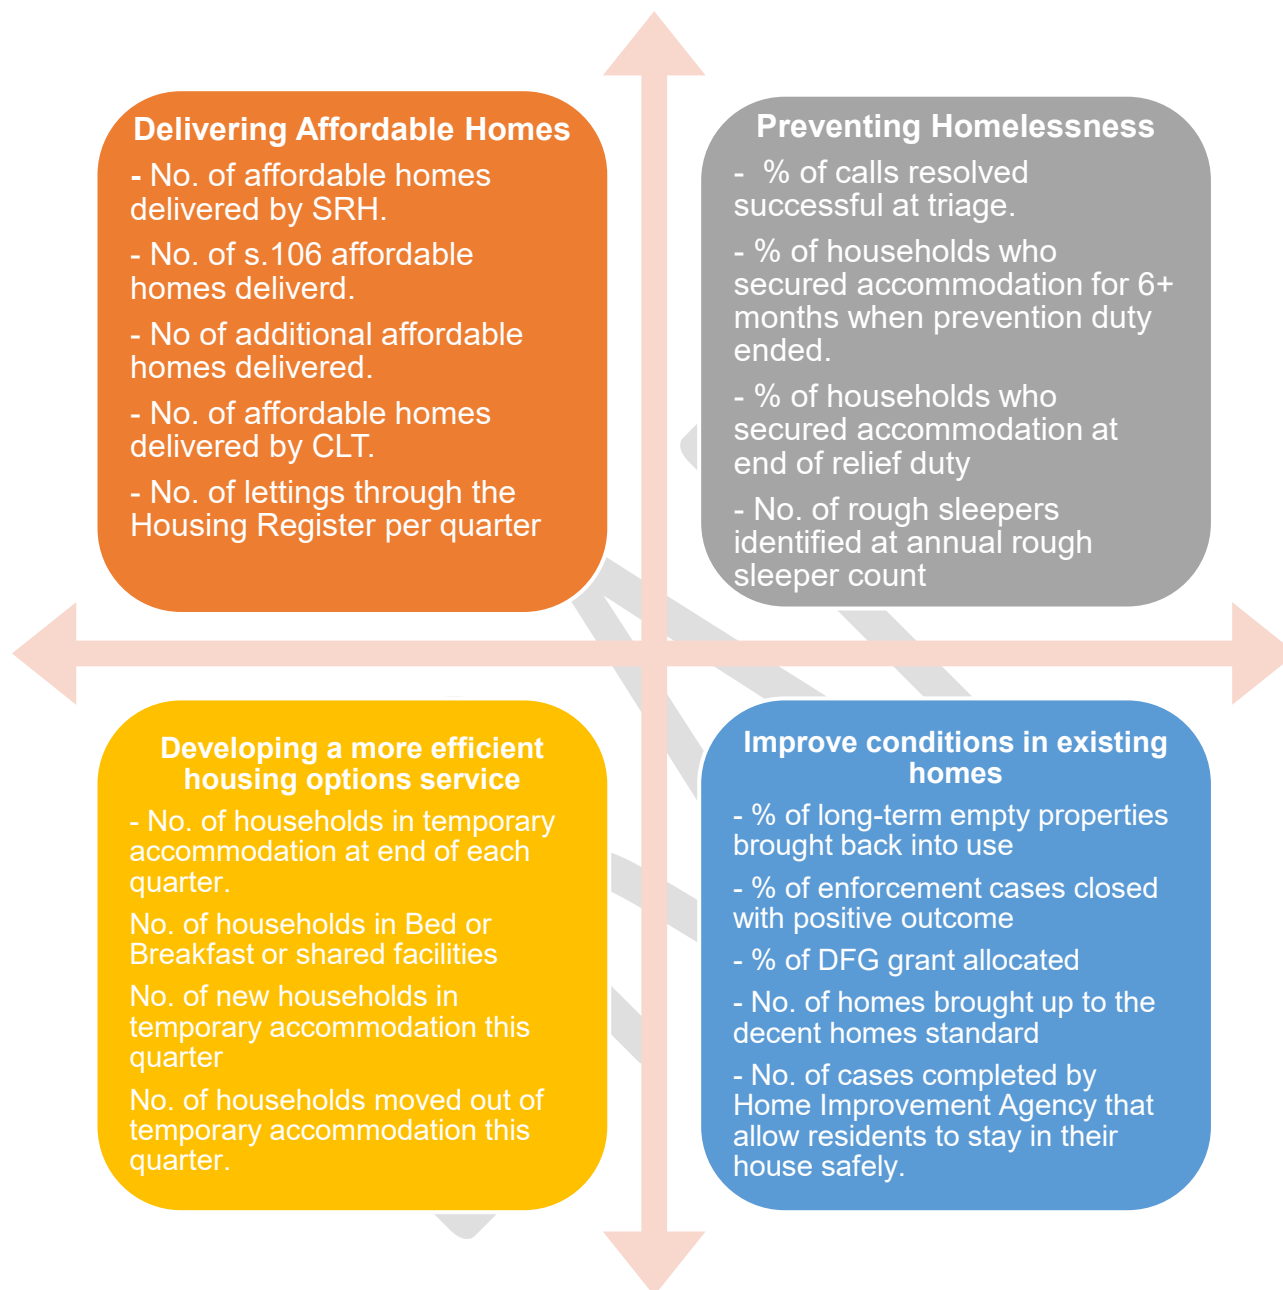 Delivering Affordable Homes
- No. of affordable homes
delivered by SRH.
- No. of s.106 affordable
homes deliverd.
- No of additional affordable
homes delivered.
- No. of affordable homes
delivered by CLT.
- No. of lettings through the
Housing Register per quarter
Preventing Homelessness
- % of calls resolved
successful at triage.
- % of households who
secured accommodation for 6+
months when prevention duty
ended.
- % of households who
secured accommodation at
end of relief duty
- No. of rough sleepers
identified at annual rough
sleeper count
Developing a more efficient
housing options service
- No. of households in temporary
accommodation at end of each
quarter.
No. of households in Bed or
Breakfast or shared facilities
No. of new households in
temporary accommodation this
quarter
No. of households moved out of
temporary accommodation this
quarter.
Improve conditions in existing
homes
- % of long-term empty properties
brought back into use
- % of enforcement cases closed
with positive outcome
- % of DFG grant allocated
- No. of homes brought up to the
decent homes standard
- No. of cases completed by
Home Improvement Agency that
allow residents to stay in their
house safely.